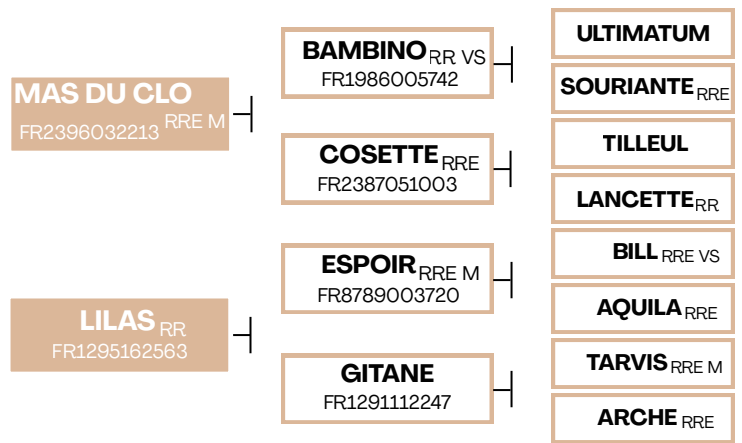 MAS DU CLO
FR2396032213 RRE M
LILAS RR
FR1295162563
BAMBINO RR VS
FR1986005742
COSETTE RRE
FR2387051003
ESPOIR RRE M
FR8789003720
GITANE
FR1291112247
ULTIMATUM
SOURIANTE RRE
TILLEUL
LANCETTE RR
BILL RRE VS
AQUILA RRE
TARVIS RRE M
ARCHE RRE